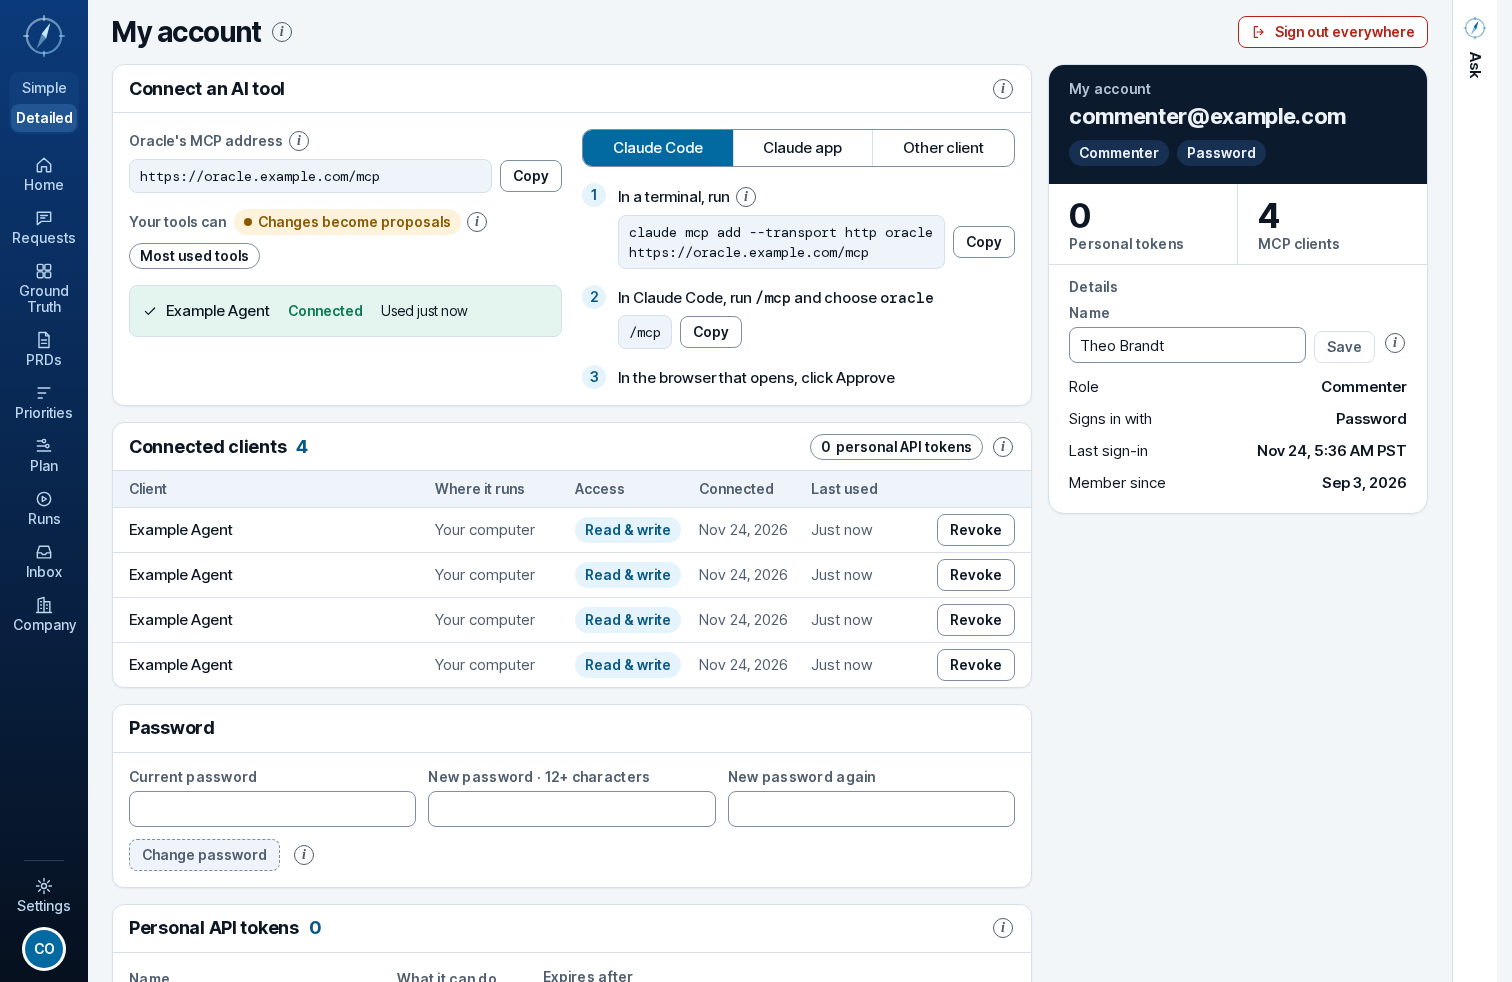 Simple
Detailed
Home
Requests
Ground
Truth
PRDs
Priorities
Plan
Runs
Inbox
Company
Settings
CO
My account i
Sign out everywhere
Connect an AI tool i
Oracle's MCP address i
https://oracle.example.com/mcp Copy
Your tools can Changes become proposals i
Most used tools
Example Agent Connected Used just now
Claude Code Claude app Other client
1 In a terminal, run i
claude mcp add --transport http oracle
https://oracle.example.com/mcp
Copy
2 In Claude Code, run /mcp and choose oracle
/mcp Copy
3 In the browser that opens, click Approve
Connected clients 4 0 personal API tokens i
Client Where it runs Access Connected Last used
Example Agent Your computer Read & write Nov 24, 2026 Just now Revoke
Example Agent Your computer Read & write Nov 24, 2026 Just now Revoke
Example Agent Your computer Read & write Nov 24, 2026 Just now Revoke
Example Agent Your computer Read & write Nov 24, 2026 Just now Revoke
Password
Current password New password · 12+ characters New password again
Change password i
Personal API tokens 0 i
Name What it can do Expires after
My account
commenter@example.com
Commenter Password
0 4
Personal tokens MCP clients
Details
Name
Theo Brandt Save i
Role Commenter
Signs in with Password
Last sign-in Nov 24, 5:36 AM PST
Member since Sep 3, 2026
Ask